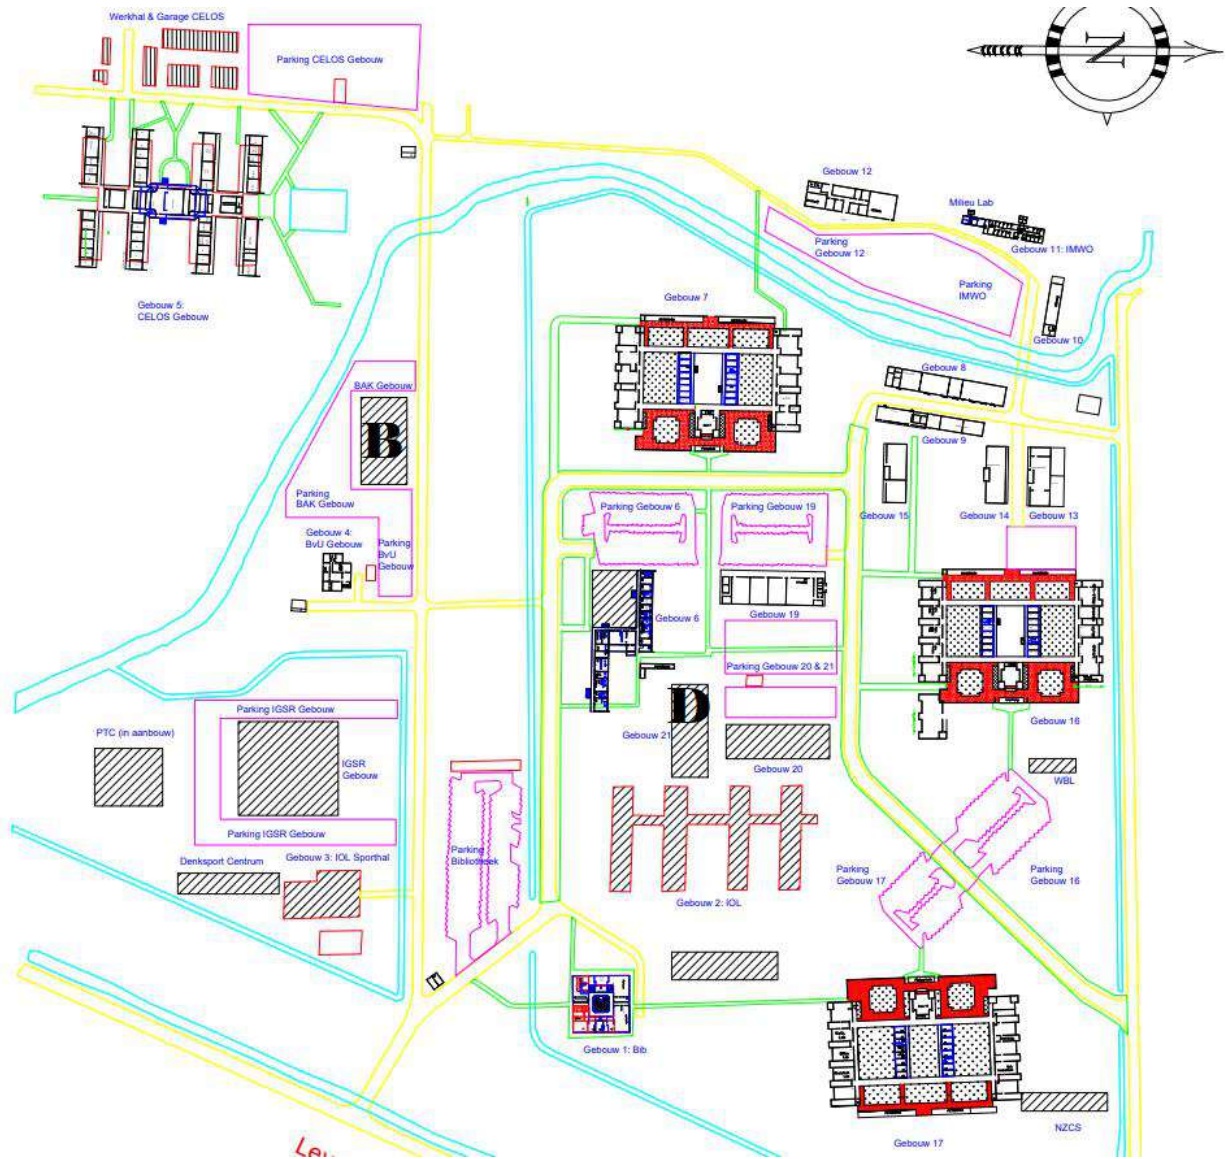 Werkhal & Garage CELOS
Parking CELOS Gebouw
N
Gebouw 12
Milieu Lab
Gebouw 11: IMWO
Parking
Gebouw 12
Parking
IMWO
Gebouw 5:
CELOS Gebouw
Gebouw 7
Gebouw 10
Gebouw 8
BAK Gebouw
B
Gebouw 9
Parking
BAK Gebouw
Parking Gebouw 6
Parking Gebouw 19
Gebouw 15
Gebouw 14
Gebouw 13
Gebouw 4:
BvU Gebouw
Parking
BvU
Gebouw
Gebouw 6
Gebouw 19
Parking Gebouw 20 & 21
Parking IGSR Gebouw
D
Gebouw 16
PTC (in aanbouw)
Gebouw 21
IGSR
Gebouw
Gebouw 20
WBL
Parking IGSR Gebouw
Parking
Bibliotheek
Denksport Centrum
Gebouw 3: IOL Sporthal
Parking
Gebouw 17
Parking
Gebouw 16
Gebouw 2: IOL
Gebouw 1: Bib
NZCS
Gebouw 17